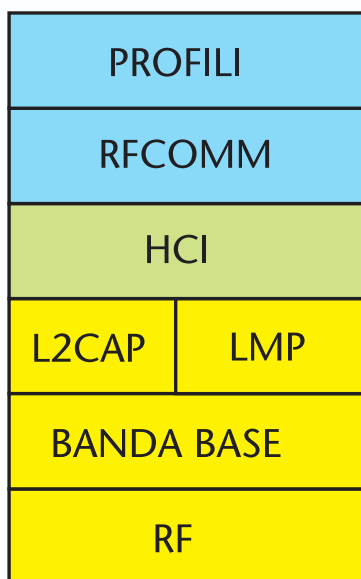 PROFILI
RFCOMM
HCI
L2CAP LMP
BANDA BASE
RF